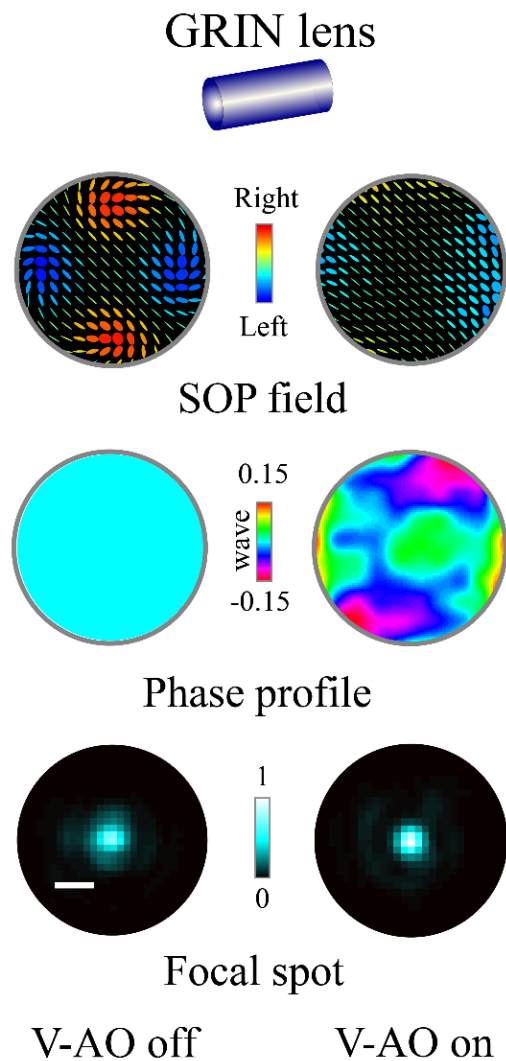 GRIN lens
Right
Left
SOP field
0.15
wave
-0.15
Phase profile
1
0
Focal spot
V-AO off V-AO on